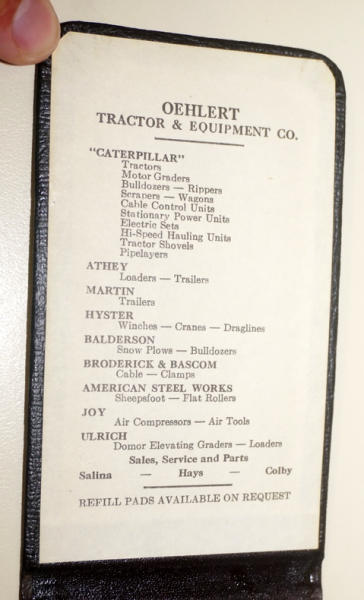 OEHLERT
TRACTOR & EQUIPMENT CO.
"CATERPILLAR"
Tractors
Motor Graders
Bulldozers — Rippers
Scrapers — Wagons
Cable Control Units
Stationary Power Units
Electric Sets
Hi-Speed Hauling Units
Tractor Shovels
Pipelayers
ATHEY
Loaders — Trailers
MARTIN
Trailers
HYSTER
Winches — Cranes — Draglines
BALDERSON
Snow Plows — Bulldozers
BRODERICK & BASCOM
Cable — Clamps
AMERICAN STEEL WORKS
Sheepsfoot — Flat Rollers
JOY
Air Compressors — Air Tools
ULRICH
Domor Elevating Graders — Loaders
Sales, Service and Parts
Salina — Hays — Colby
REFILL PADS AVAILABLE ON REQUEST